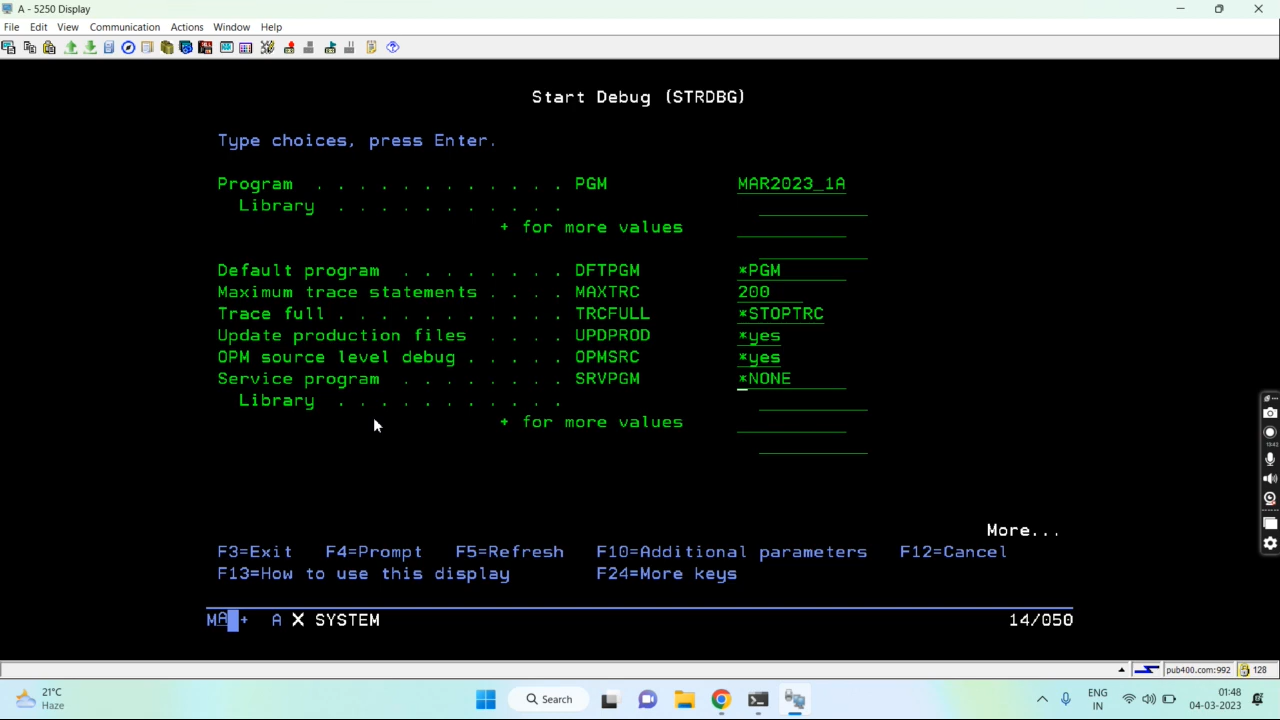 A - 5250 Display
File Edit View Communication Actions Window Help
Start Debug (STRDBG)
Type choices, press Enter.
Program . . . . . . . . . . . . PGM MAR2023_1A
Library . . . . . . . . . . .
+ for more values
Default program . . . . . . . . DFTPGM *PGM
Maximum trace statements . . . . MAXTRC 200
Trace full . . . . . . . . . . . TRCFULL *STOPTRC
Update production files . . . . UPDPROD *yes
OPM source level debug . . . . . OPMSRC *yes
Service program . . . . . . . . SRVPGM *NONE
Library . . . . . . . . . . .
+ for more values
More...
F3=Exit F4=Prompt F5=Refresh F10=Additional parameters F12=Cancel
F13=How to use this display F24=More keys
MA + A X SYSTEM 14/050
pub400.com:992 128
21°C
Haze
Search
ENG
IN
01:48
04-03-2023